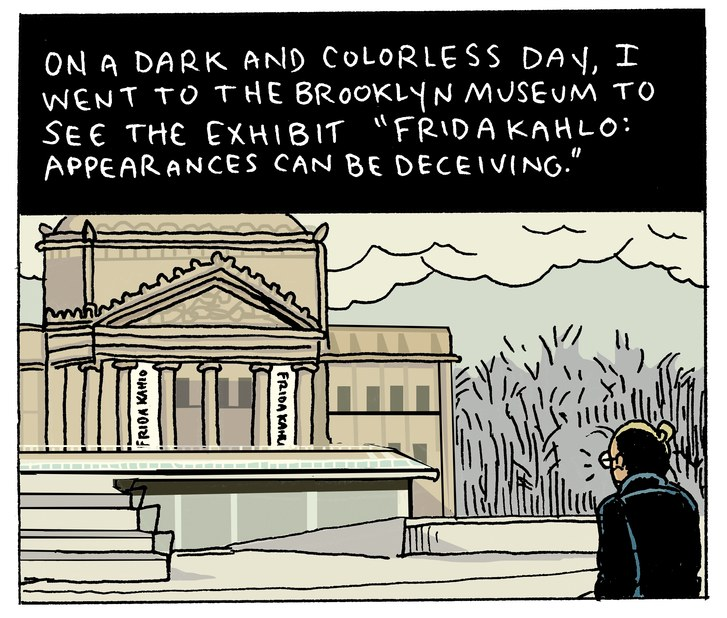 ON A DARK AND COLORLESS DAY, I
WENT TO THE BROOKLYN MUSEUM TO
SEE THE EXHIBIT "FRIDA KAHLO:
APPEARANCES CAN BE DECEIVING."
FRIDA KAHLO
FRIDA KAHL